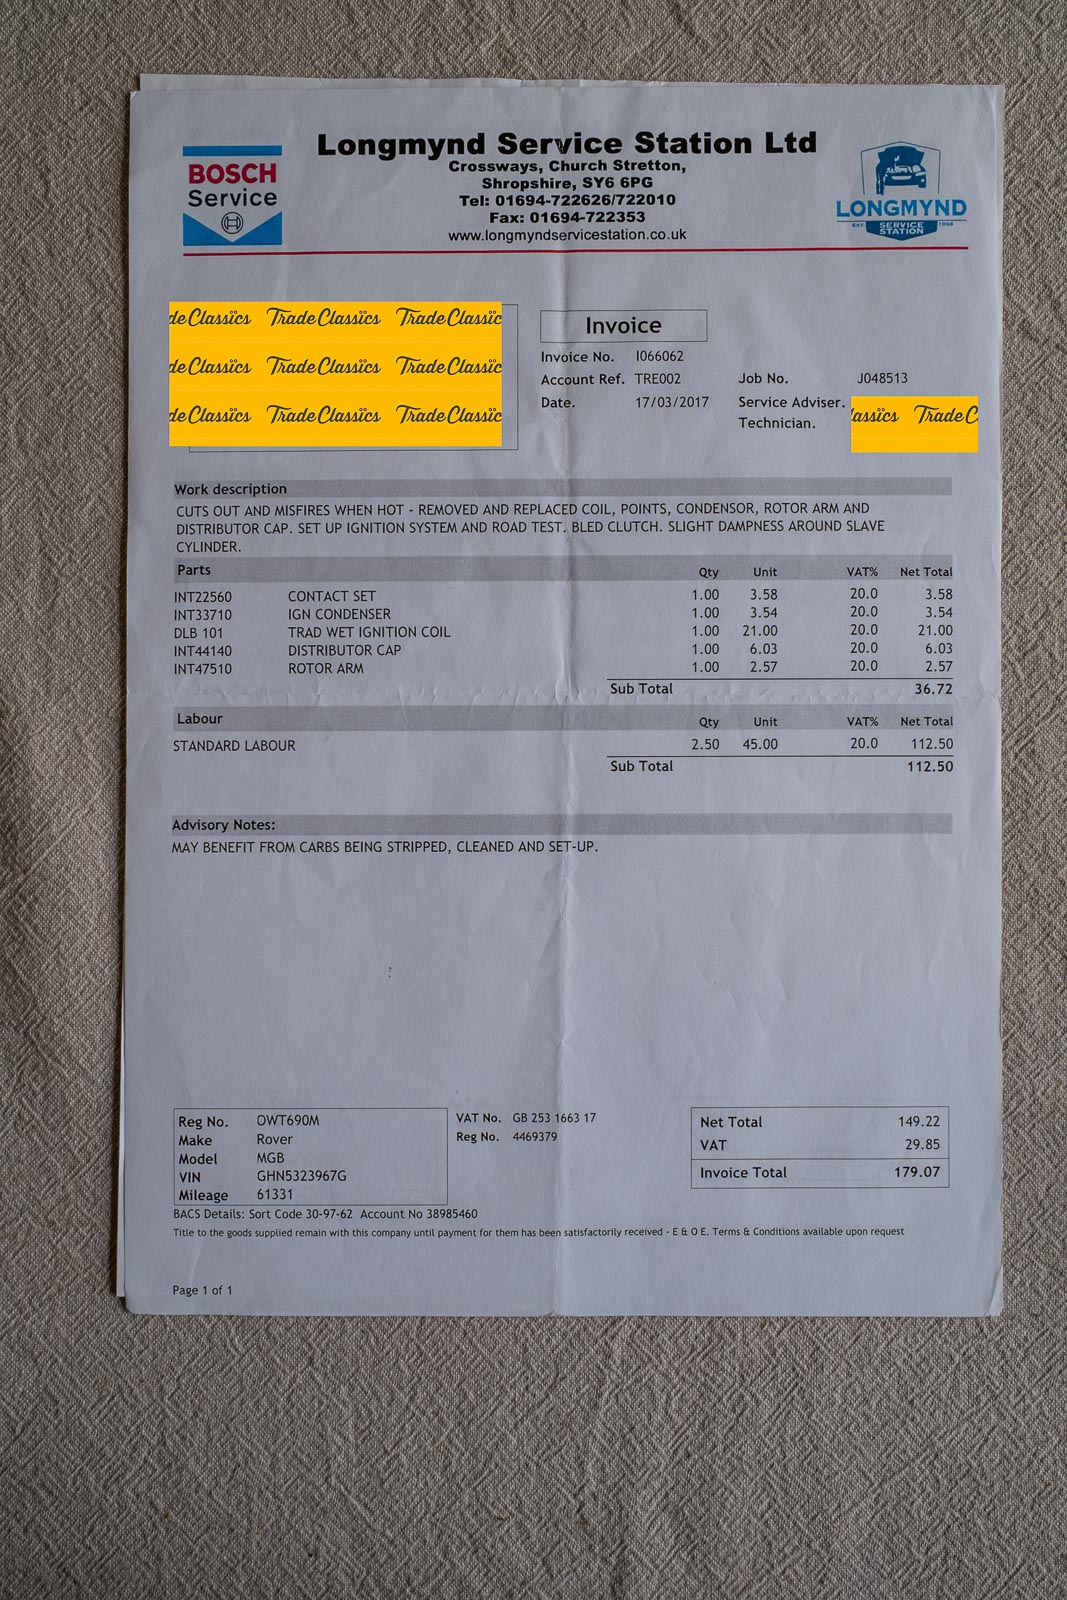 Longmynd Service Station Ltd
Crossways, Church Stretton,
Shropshire, SY6 6PG
Tel: 01694-722626/722010
Fax: 01694-722353
www.longmyndservicestation.co.uk
BOSCH
Service
LONGMYND
EST. SERVICE 1968
STATION
deClassics TradeClassics TradeClassic
deClassics TradeClassics TradeClassic
deClassics TradeClassics TradeClassic
Invoice
Invoice No. I066062
Account Ref. TRE002 Job No. J048513
Date. 17/03/2017 Service Adviser.
Technician.
lassics TradeC
Work description
CUTS OUT AND MISFIRES WHEN HOT - REMOVED AND REPLACED COIL, POINTS, CONDENSOR, ROTOR ARM AND
DISTRIBUTOR CAP. SET UP IGNITION SYSTEM AND ROAD TEST. BLED CLUTCH. SLIGHT DAMPNESS AROUND SLAVE
CYLINDER.
Parts Qty Unit VAT% Net Total
INT22560 CONTACT SET 1.00 3.58 20.0 3.58
INT33710 IGN CONDENSER 1.00 3.54 20.0 3.54
DLB 101 TRAD WET IGNITION COIL 1.00 21.00 20.0 21.00
INT44140 DISTRIBUTOR CAP 1.00 6.03 20.0 6.03
INT47510 ROTOR ARM 1.00 2.57 20.0 2.57
Sub Total 36.72
Labour Qty Unit VAT% Net Total
STANDARD LABOUR 2.50 45.00 20.0 112.50
Sub Total 112.50
Advisory Notes:
MAY BENEFIT FROM CARBS BEING STRIPPED, CLEANED AND SET-UP.
Reg No. OWT690M
Make Rover
Model MGB
VIN GHN5323967G
Mileage 61331
VAT No. GB 253 1663 17
Reg No. 4469379
Net Total 149.22
VAT 29.85
Invoice Total 179.07
BACS Details: Sort Code 30-97-62 Account No 38985460
Title to the goods supplied remain with this company until payment for them has been satisfactorily received - E & O E. Terms & Conditions available upon request
Page 1 of 1